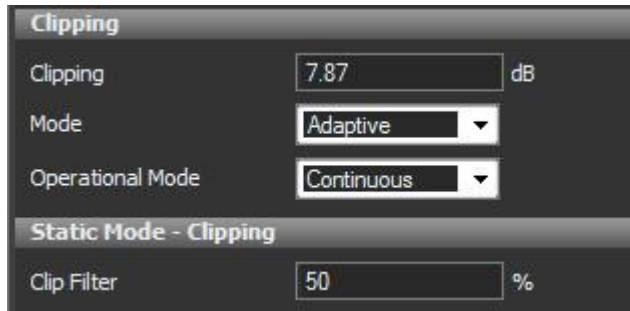 Clipping
Clipping 7.87 dB
Mode Adaptive
Operational Mode Continuous
Static Mode - Clipping
Clip Filter 50 %